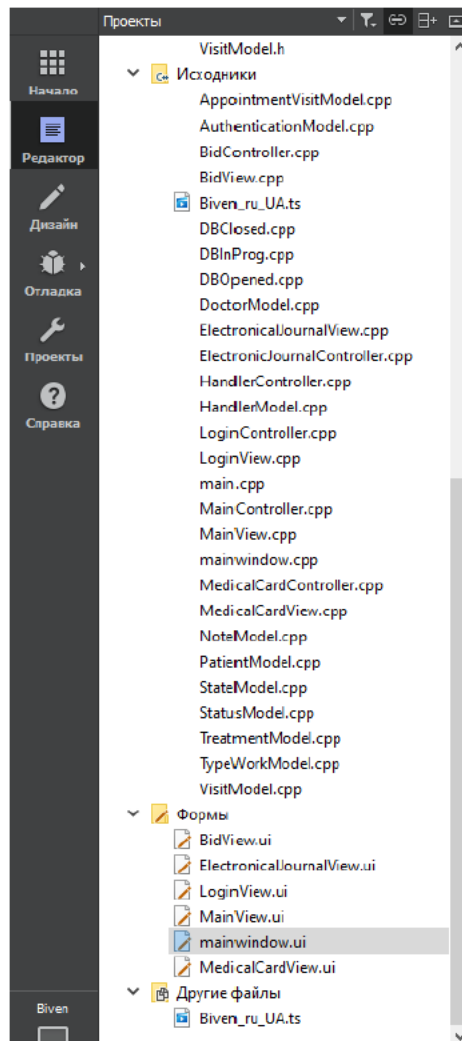 Проекты
VisitModel.h
Исходники
AppointmentVisitModel.cpp
AuthenticationModel.cpp
BidController.cpp
BidView.cpp
Biven_ru_UA.ts
DBClosed.cpp
DBInProg.cpp
DBOpened.cpp
DoctorModel.cpp
ElectronicalJournalView.cpp
ElectronicJournalController.cpp
HandlerController.cpp
HandlerModel.cpp
LoginController.cpp
LoginView.cpp
main.cpp
MainController.cpp
MainView.cpp
mainwindow.cpp
MedicalCardController.cpp
MedicalCardView.cpp
NoteModel.cpp
PatientModel.cpp
StateModel.cpp
StatusModel.cpp
TreatmentModel.cpp
TypeWorkModel.cpp
VisitModel.cpp
Формы
BidView.ui
ElectronicalJournalView.ui
LoginView.ui
MainView.ui
mainwindow.ui
MedicalCardView.ui
Другие файлы
Biven_ru_UA.ts
Начало
Редактор
Дизайн
Отладка
Проекты
Справка
Biven